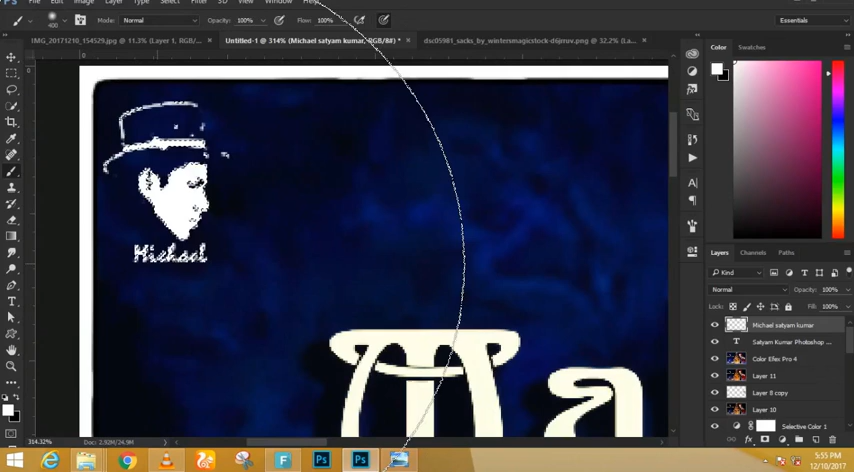 File Edit Image Layer Type Select Filter 3D View Window Help
400 Mode: Normal Opacity: 100% Flow: 100% Essentials
IMG_20171210_154529.jpg @ 11.3% (Layer 1, RGB/... × Untitled-1 @ 314% (Michael satyam kumar, RGB/8#) * × dsc05981_sacks_by_wintersmagicstock-d6jmrv.png @ 32.2% (La... ×
Color Swatches
Michael
Layers Channels Paths
Kind
Normal Opacity: 100%
Lock: Fill: 100%
Michael satyam kumar
T Satyam Kumar Photoshop ...
Color Efex Pro 4
Layer 11
Layer 8 copy
Layer 10
Selective Color 1
314.32% Doc: 2.92M/24.9M
5:55 PM
12/10/2017